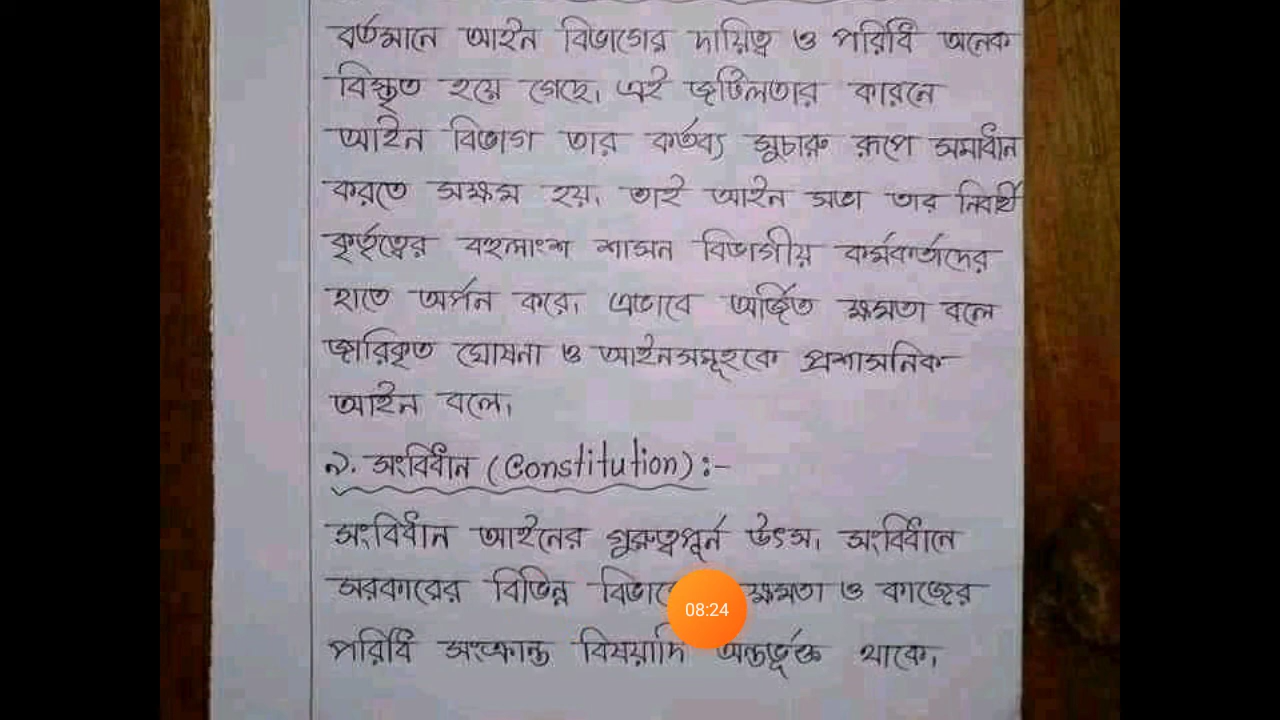 বর্তমানে আইন বিভাগের দায়িত্ব ও পরিধি অনেক
বিস্তৃত হয়ে গেছে। এই জটিলতার কারনে
আইন বিভাগ তার কর্তব্য সুচারু রূপে সমাধান
করতে সক্ষম হয়। তাই আইন সভা তার নির্বাহী
কর্তৃত্বের বহুলাংশ শাসন বিভাগীয় কর্মকর্তাদের
হাতে অর্পন করে। এভাবে অর্জিত ক্ষমতা বলে
জারিকৃত ঘোষনা ও আইনসমূহকে প্রশাসনিক
আইন বলে।
৯. সংবিধান (Constitution) :-
সংবিধান আইনের গুরুত্বপূর্ন উৎস। সংবিধানে
সরকারের বিভিন্ন ক্ষমতা ও কাজের
08:24
পরিধি সংক্রান্ত বিষয়াদি অন্তর্ভূক্ত থাকে।